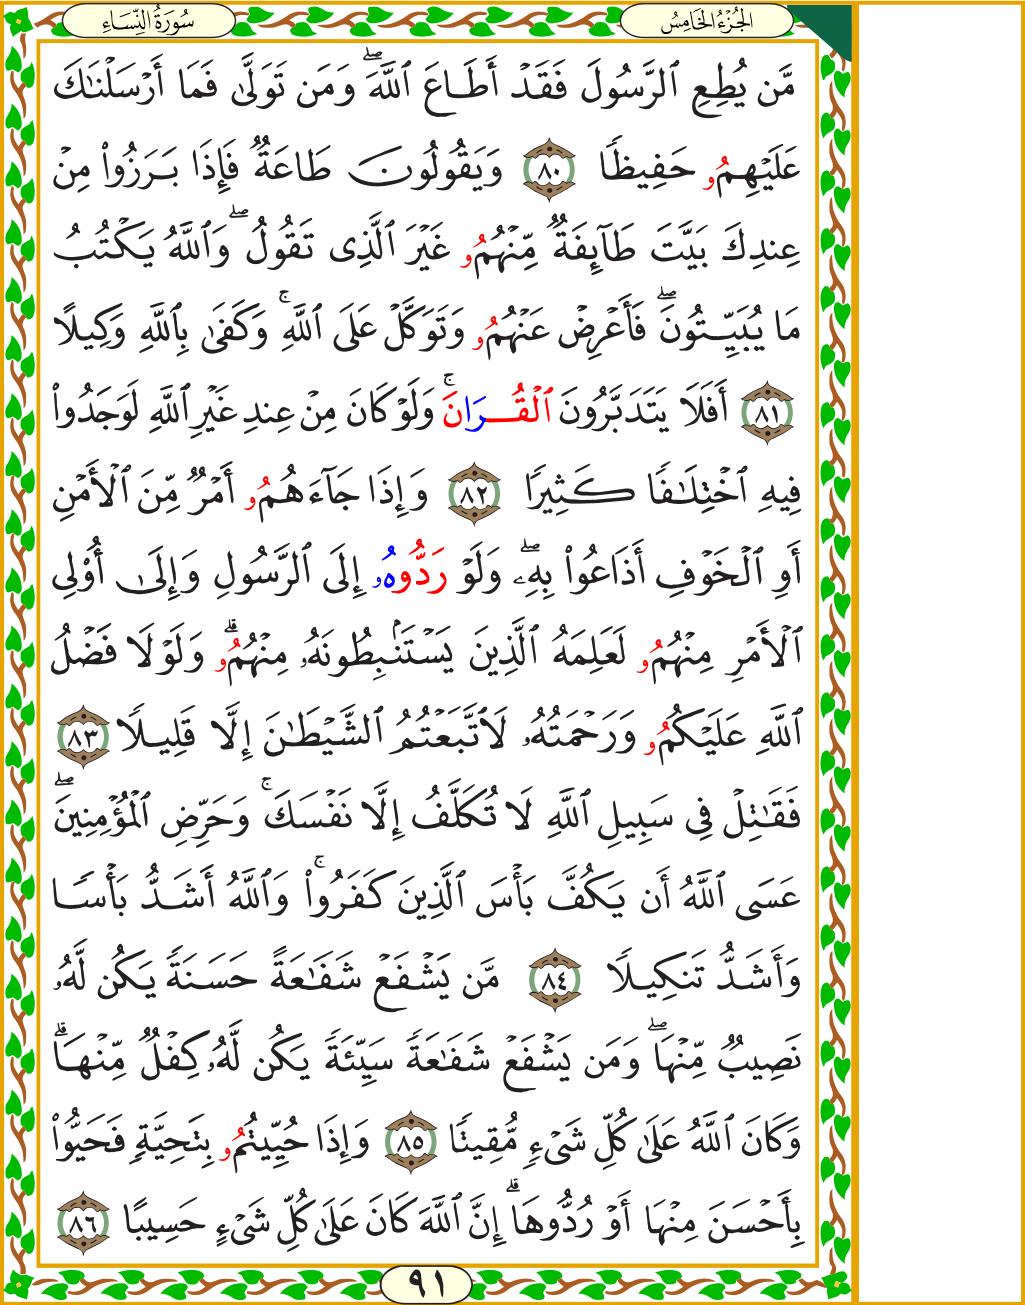 سُورَةُ النِّسَاءِ
الْجُزْءُ الْخَامِسُ
مَّن يُطِعِ ٱلرَّسُولَ فَقَدۡ أَطَاعَ ٱللَّهَۖ وَمَن تَوَلَّىٰ فَمَآ أَرۡسَلۡنَٰكَ
عَلَيۡهِمُۥ حَفِيظٗا ٨٠ وَيَقُولُونَ طَاعَةٞ فَإِذَا بَرَزُواْ مِنۡ
عِندِكَ بَيَّتَ طَآئِفَةٞ مِّنۡهُمُۥ غَيۡرَ ٱلَّذِي تَقُولُۖ وَٱللَّهُ يَكۡتُبُ
مَا يُبَيِّتُونَۖ فَأَعۡرِضۡ عَنۡهُمُۥ وَتَوَكَّلۡ عَلَى ٱللَّهِۚ وَكَفَىٰ بِٱللَّهِ وَكِيلًا
٨١ أَفَلَا يَتَدَبَّرُونَ ٱلۡقُرَانَۚ وَلَوۡ كَانَ مِنۡ عِندِ غَيۡرِ ٱللَّهِ لَوَجَدُواْ
فِيهِ ٱخۡتِلَٰفٗا كَثِيرٗا ٨٢ وَإِذَا جَآءَهُمُۥ أَمۡرٞ مِّنَ ٱلۡأَمۡنِ
أَوِ ٱلۡخَوۡفِ أَذَاعُواْ بِهِۦۖ وَلَوۡ رَدُّوهُۥ إِلَى ٱلرَّسُولِ وَإِلَىٰٓ أُوْلِي
ٱلۡأَمۡرِ مِنۡهُمُۥ لَعَلِمَهُ ٱلَّذِينَ يَسۡتَنۢبِطُونَهُۥ مِنۡهُمُۥۗ وَلَوۡلَا فَضۡلُ
ٱللَّهِ عَلَيۡكُمُۥ وَرَحۡمَتُهُۥ لَٱتَّبَعۡتُمُ ٱلشَّيۡطَٰنَ إِلَّا قَلِيلٗا ٨٣
فَقَٰتِلۡ فِي سَبِيلِ ٱللَّهِ لَا تُكَلَّفُ إِلَّا نَفۡسَكَۚ وَحَرِّضِ ٱلۡمُؤۡمِنِينَۖ
عَسَى ٱللَّهُ أَن يَكُفَّ بَأۡسَ ٱلَّذِينَ كَفَرُواْۚ وَٱللَّهُ أَشَدُّ بَأۡسٗا
وَأَشَدُّ تَنكِيلٗا ٨٤ مَّن يَشۡفَعۡ شَفَٰعَةً حَسَنَةٗ يَكُن لَّهُۥ
نَصِيبٞ مِّنۡهَاۖ وَمَن يَشۡفَعۡ شَفَٰعَةٗ سَيِّئَةٗ يَكُن لَّهُۥ كِفۡلٞ مِّنۡهَاۗ
وَكَانَ ٱللَّهُ عَلَىٰ كُلِّ شَيۡءٖ مُّقِيتٗا ٨٥ وَإِذَا حُيِّيتُمُۥ بِتَحِيَّةٖ فَحَيُّواْ
بِأَحۡسَنَ مِنۡهَآ أَوۡ رُدُّوهَآۗ إِنَّ ٱللَّهَ كَانَ عَلَىٰ كُلِّ شَيۡءٍ حَسِيبًا ٨٦
٩١